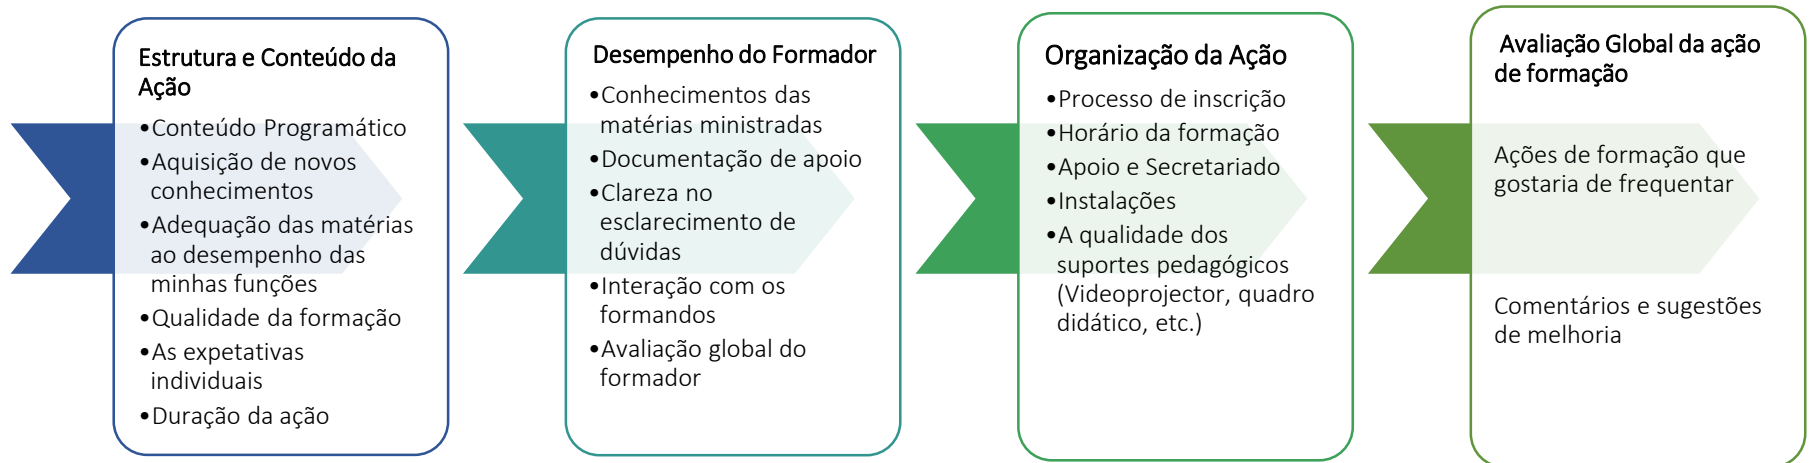 Estrutura e Conteúdo da
Ação
•Conteúdo Programático
•Aquisição de novos
conhecimentos
•Adequação das matérias
ao desempenho das
minhas funções
•Qualidade da formação
•As expetativas
individuais
•Duração da ação
Desempenho do Formador
•Conhecimentos das
matérias ministradas
•Documentação de apoio
•Clareza no
esclarecimento de
dúvidas
•Interação com os
formandos
•Avaliação global do
formador
Organização da Ação
•Processo de inscrição
•Horário da formação
•Apoio e Secretariado
•Instalações
•A qualidade dos
suportes pedagógicos
(Videoprojector, quadro
didático, etc.)
Avaliação Global da ação
de formação
Ações de formação que
gostaria de frequentar
Comentários e sugestões
de melhoria